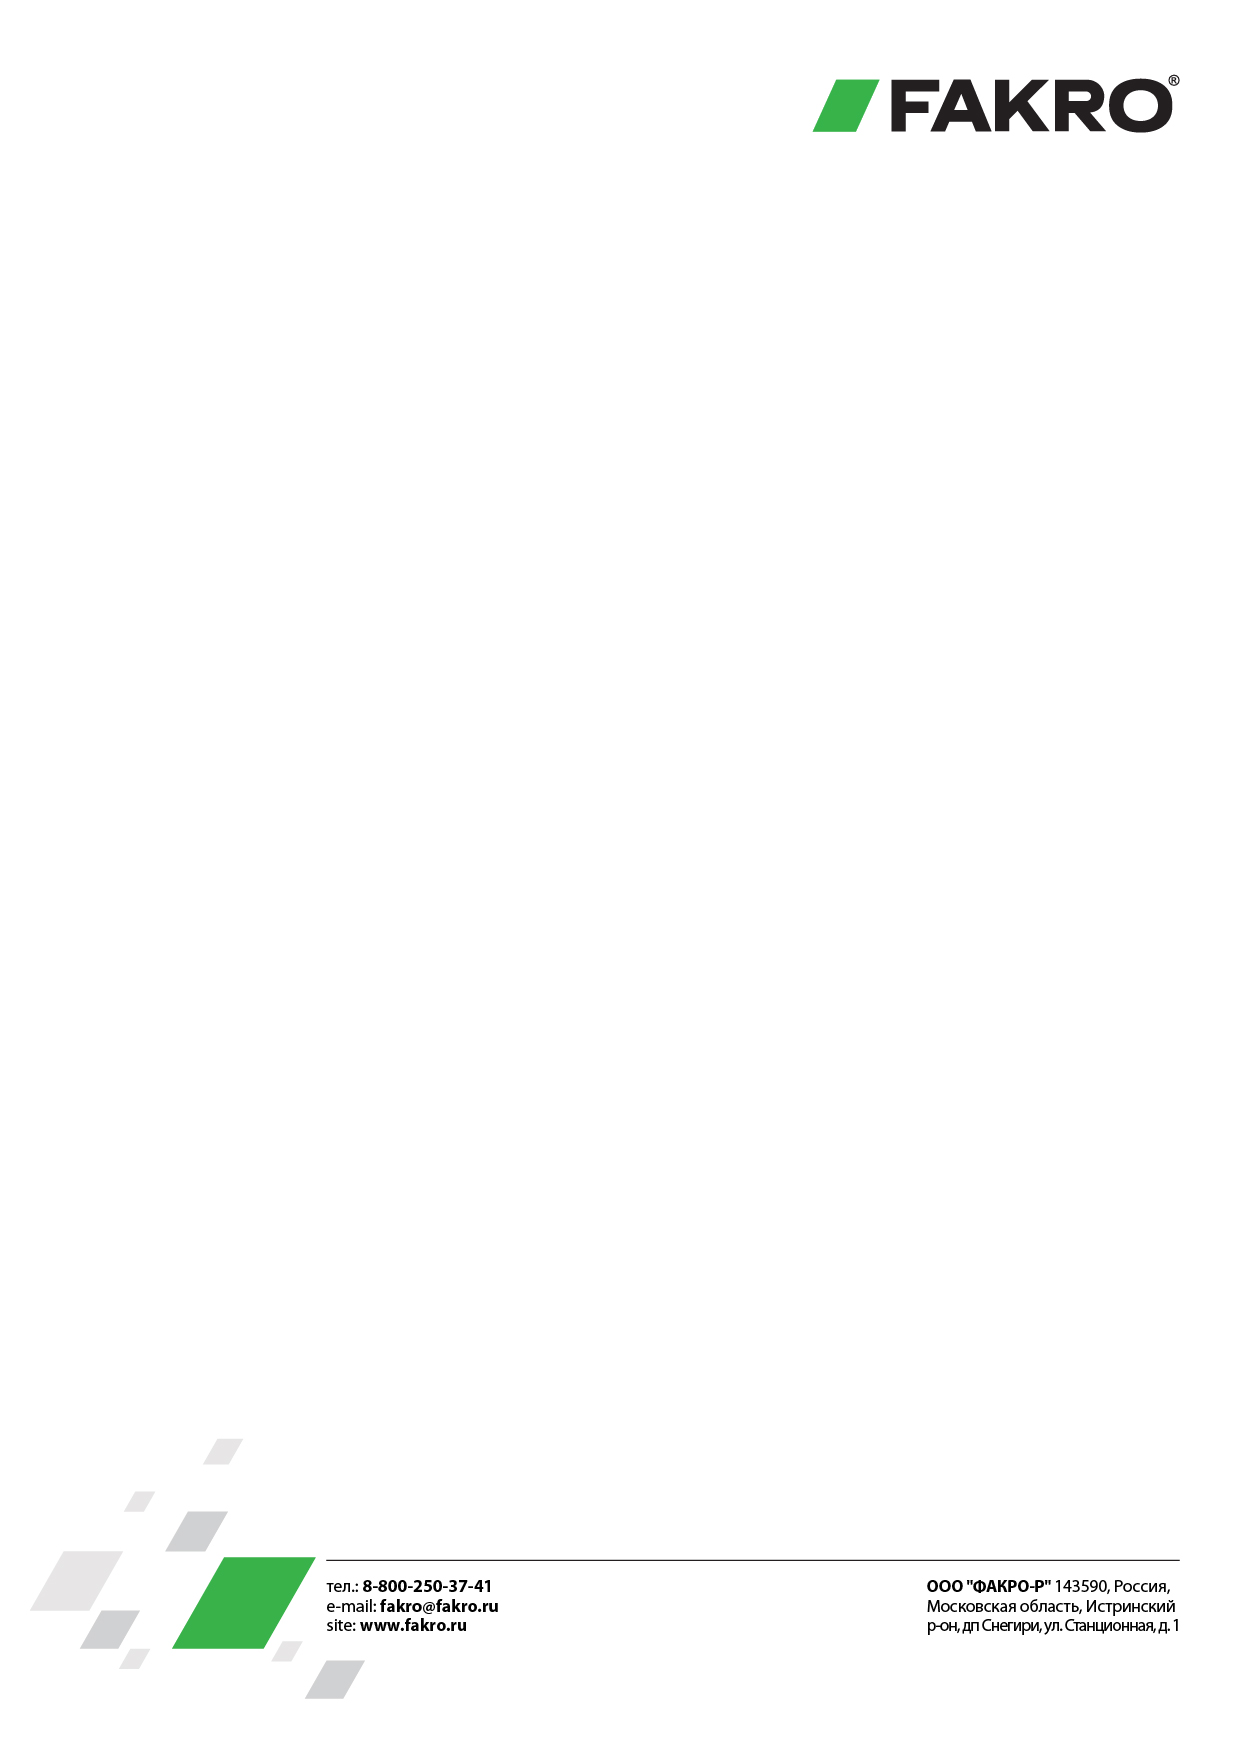 FAKRO®
тел.: 8-800-250-37-41
e-mail: fakro@fakro.ru
site: www.fakro.ru
ООО "ФАКРО-Р" 143590, Россия,
Московская область, Истринский
р-он, дп Снегири, ул. Станционная, д. 1